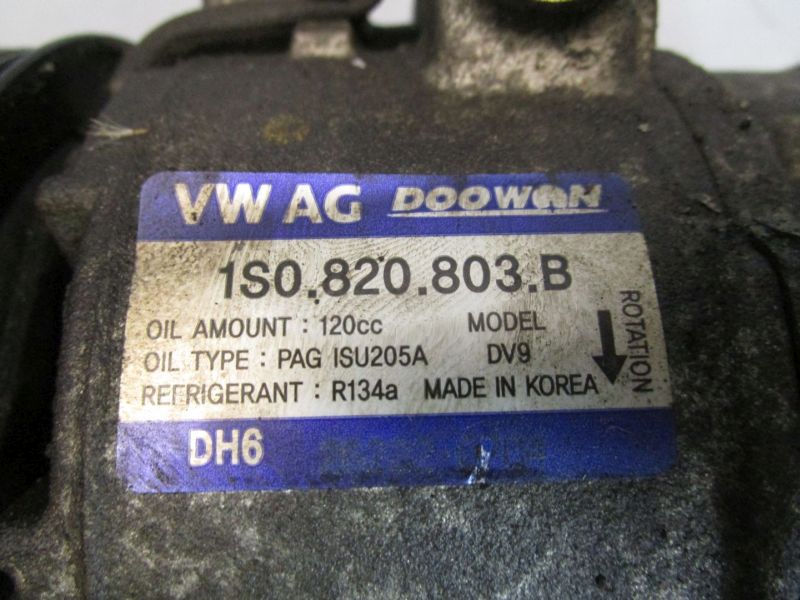 VW AG DOOWON
1S0.820.803.B
OIL AMOUNT : 120cc MODEL
OIL TYPE : PAG ISU205A DV9
REFRIGERANT : R134a MADE IN KOREA
ROTATION
DH6